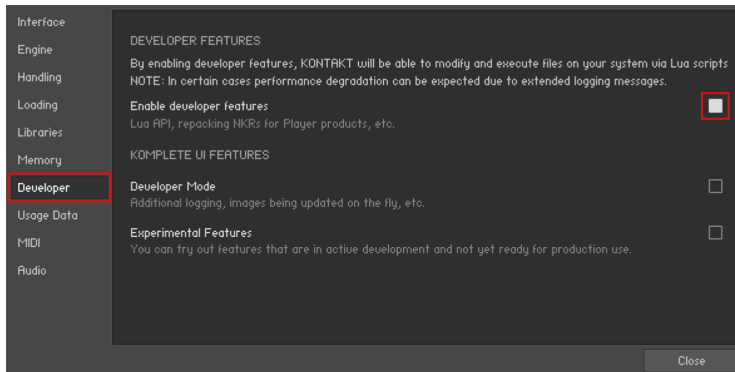 Interface
Engine
Handling
Loading
Libraries
Memory
Developer
Usage Data
MIDI
Audio
DEVELOPER FEATURES
By enabling developer features, KONTAKT will be able to modify and execute files on your system via Lua scripts
NOTE: In certain cases performance degradation can be expected due to extended logging messages.
Enable developer features
Lua API, repacking NKRs for Player products, etc.
KOMPLETE UI FEATURES
Developer Mode
Additional logging, images being updated on the fly, etc.
Experimental Features
You can try out features that are in active development and not yet ready for production use.
Close